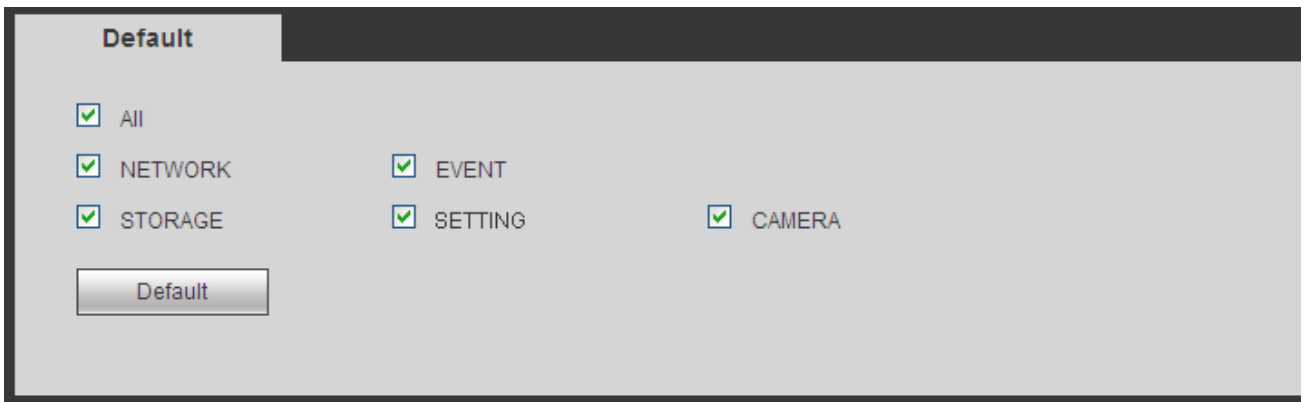 Default
All
NETWORK EVENT
STORAGE SETTING CAMERA
Default